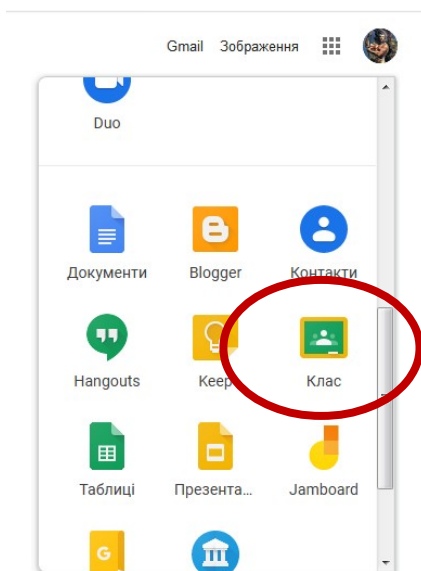 Gmail Зображення
Duo
Документи Blogger Контакти
Hangouts Keep Клас
Таблиці Презента... Jamboard
G